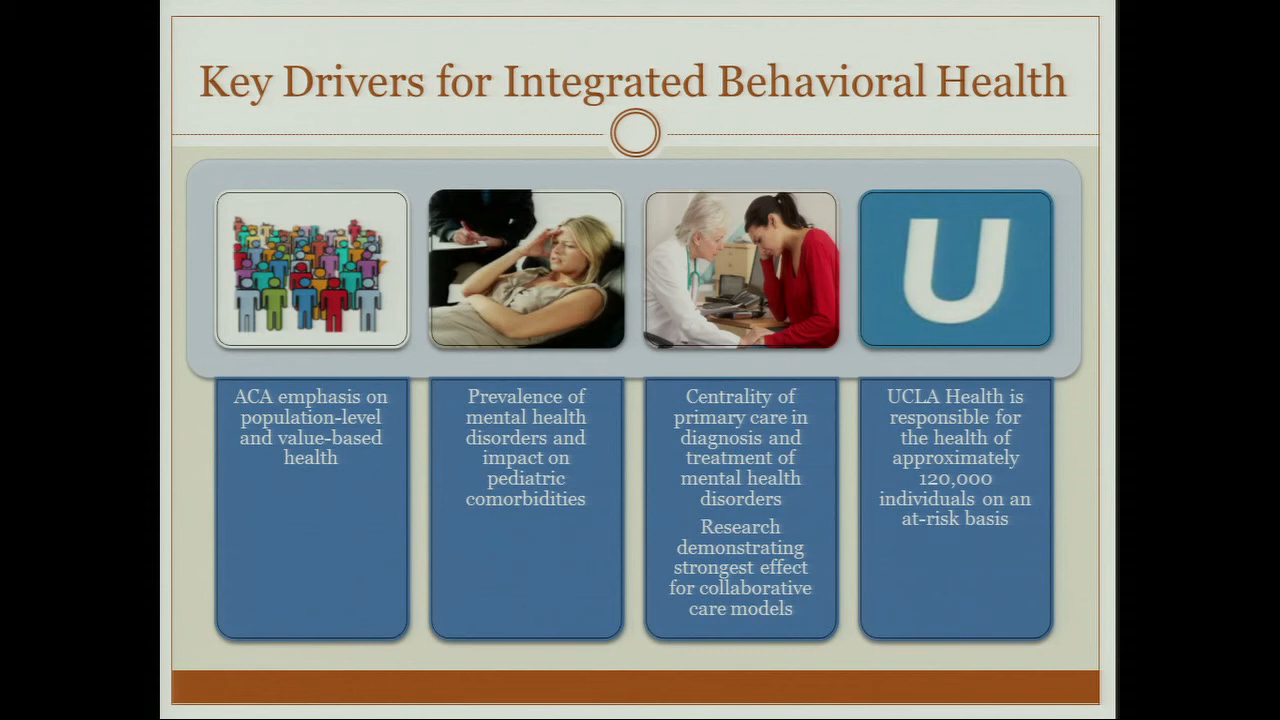 Key Drivers for Integrated Behavioral Health
U
ACA emphasis on
population-level
and value-based
health
Prevalence of
mental health
disorders and
impact on
pediatric
comorbidities
Centrality of
primary care in
diagnosis and
treatment of
mental health
disorders
Research
demonstrating
strongest effect
for collaborative
care models
UCLA Health is
responsible for
the health of
approximately
120,000
individuals on an
at-risk basis